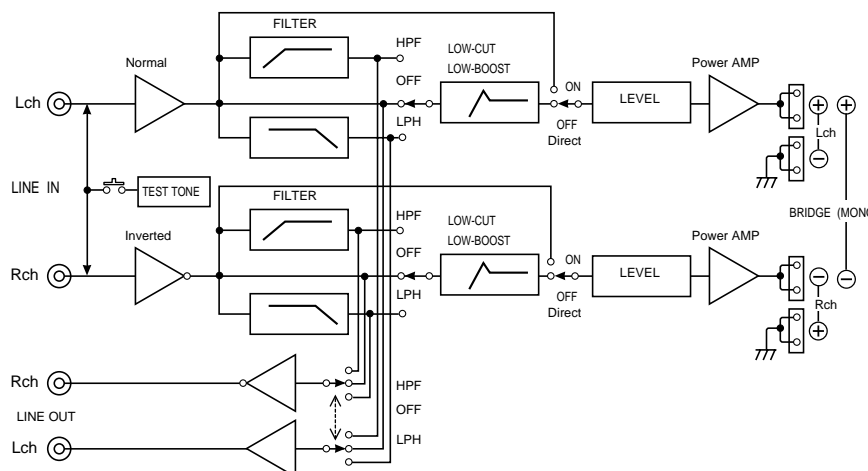 FILTER
Normal
HPF
LOW-CUT
LOW-BOOST
Power AMP
Lch
OFF
ON
LEVEL
OFF
Direct
LPH
+
Lch
−
LINE IN
TEST TONE
FILTER
BRIDGE (MONO
Inverted
HPF
LOW-CUT
LOW-BOOST
Power AMP
Rch
OFF
ON
LEVEL
OFF
Direct
LPH
−
Rch
+
+
−
Rch
HPF
LINE OUT
OFF
Lch
LPH